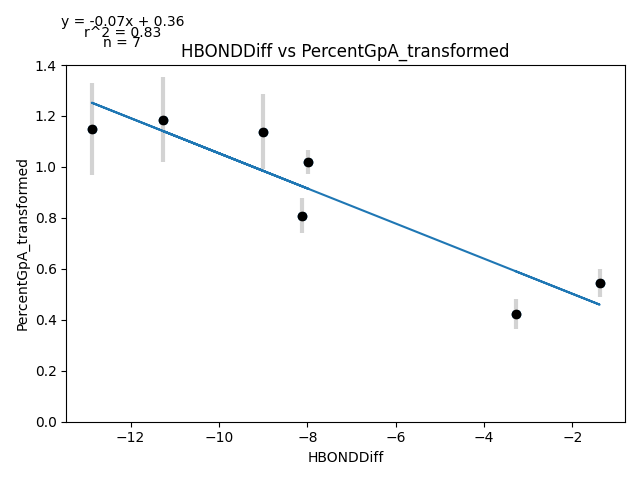 y = -0.07x + 0.36
r^2 = 0.83
n = 7
HBONDDiff vs PercentGpA_transformed
1.4
1.2
1.0
0.8
0.6
0.4
0.2
0.0
PercentGpA_transformed
−12 −10 −8 −6 −4 −2
HBONDDiff